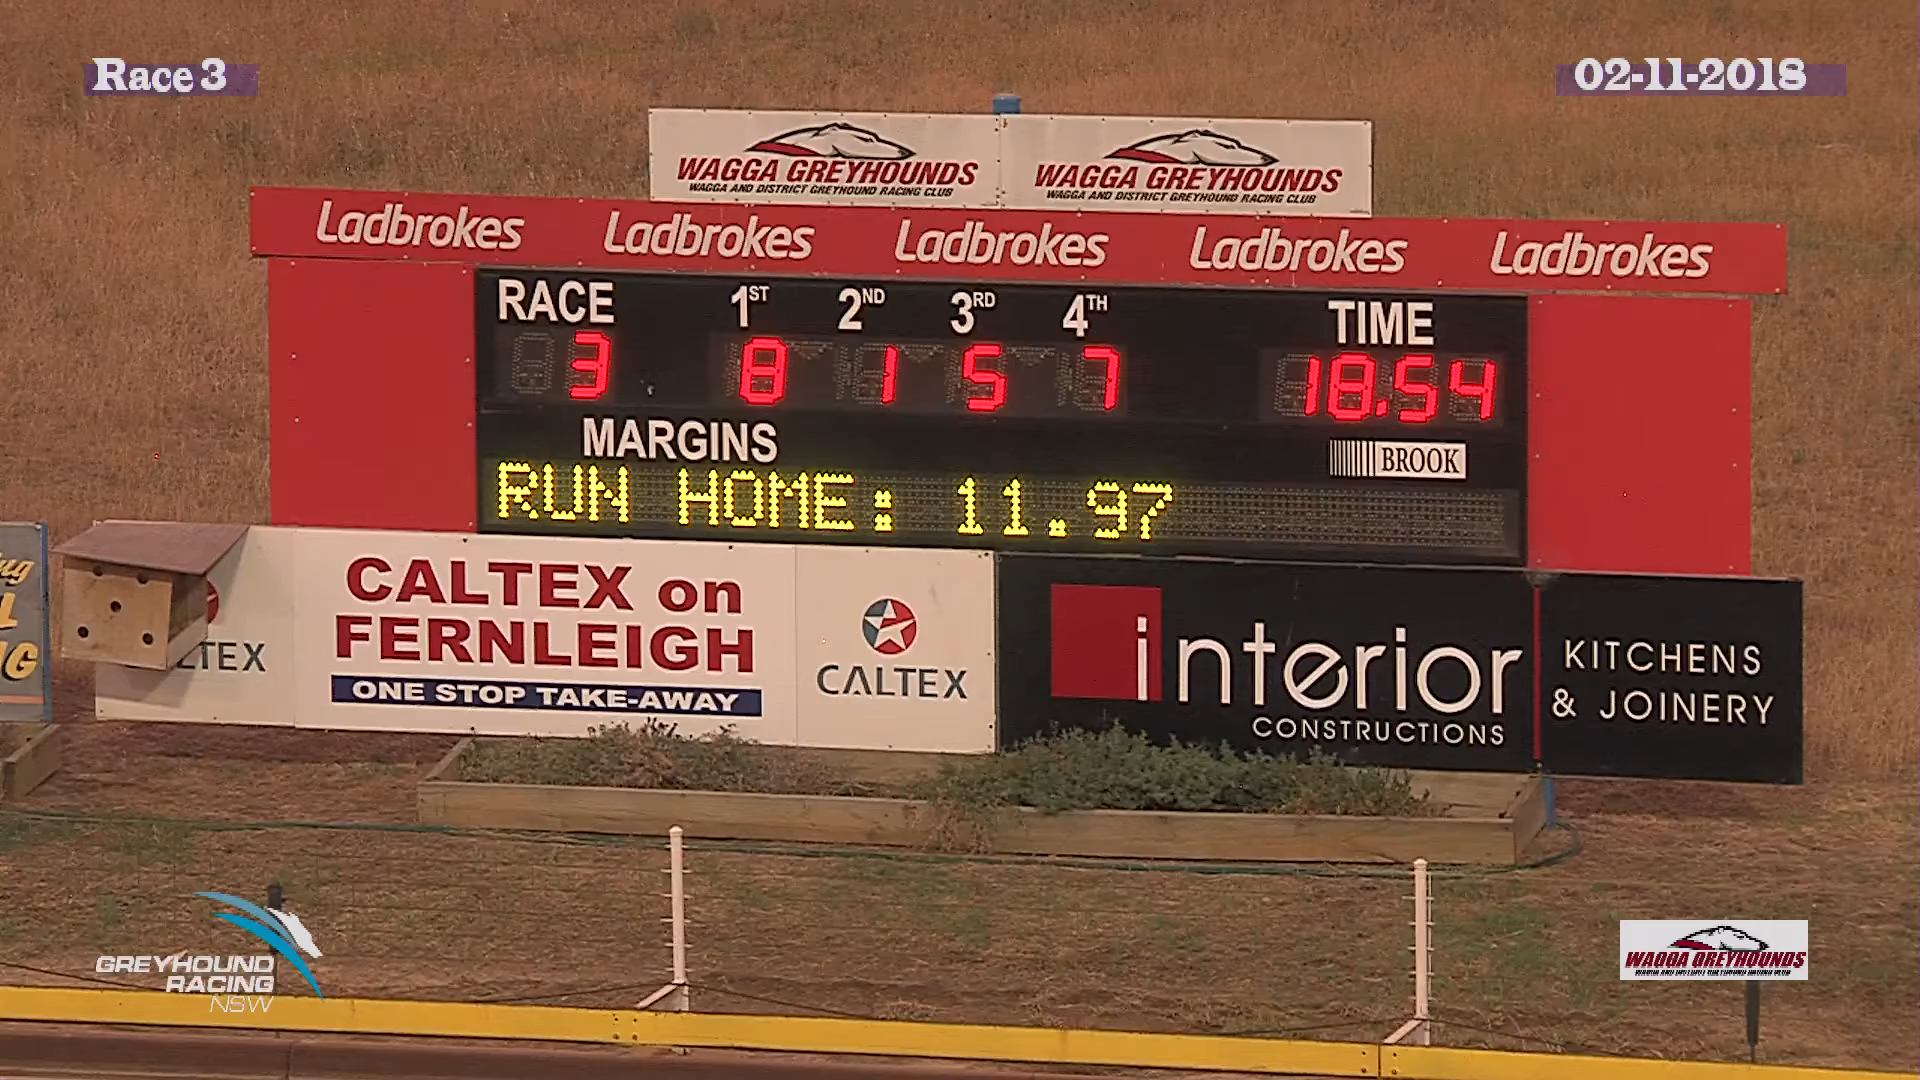 Race 3
02-11-2018
WAGGA GREYHOUNDS
WAGGA AND DISTRICT GREYHOUND RACING CLUB
WAGGA GREYHOUNDS
WAGGA AND DISTRICT GREYHOUND RACING CLUB
Ladbrokes Ladbrokes Ladbrokes Ladbrokes Ladbrokes
RACE 1ST 2ND 3RD 4TH TIME
3 8 1 5 7 18.54
MARGINS
BROOK
RUN HOME: 11.97
CALTEX on
FERNLEIGH
ONE STOP TAKE-AWAY
CALTEX
interior
CONSTRUCTIONS
KITCHENS
& JOINERY
GREYHOUND
RACING
NSW
WAGGA GREYHOUNDS